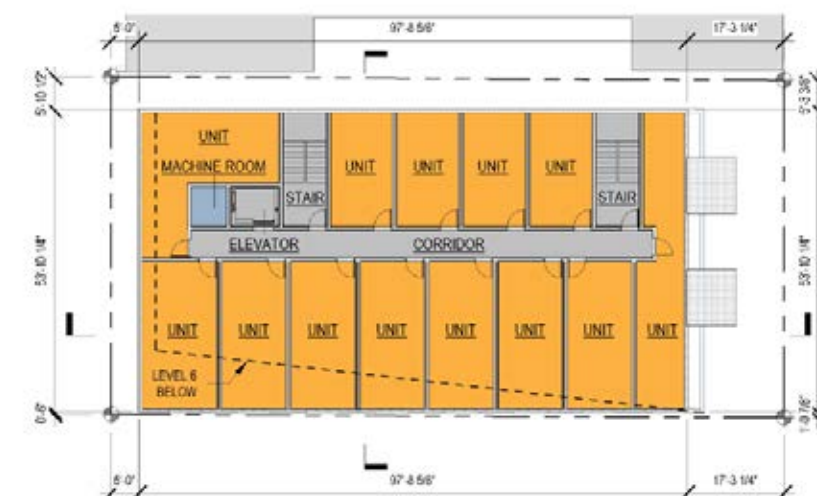 5'-0"
97'-8 5/8"
17'-3 1/4"
5'-10 1/2"
5'-3 3/8"
UNIT
MACHINE ROOM
STAIR
UNIT
UNIT
UNIT
UNIT
STAIR
ELEVATOR
CORRIDOR
53'-10 1/4"
53'-10 1/4"
UNIT
UNIT
UNIT
UNIT
UNIT
UNIT
UNIT
UNIT
LEVEL 6
BELOW
0'-6"
1'-0 7/8"
5'-0"
97'-8 5/8"
17'-3 1/4"